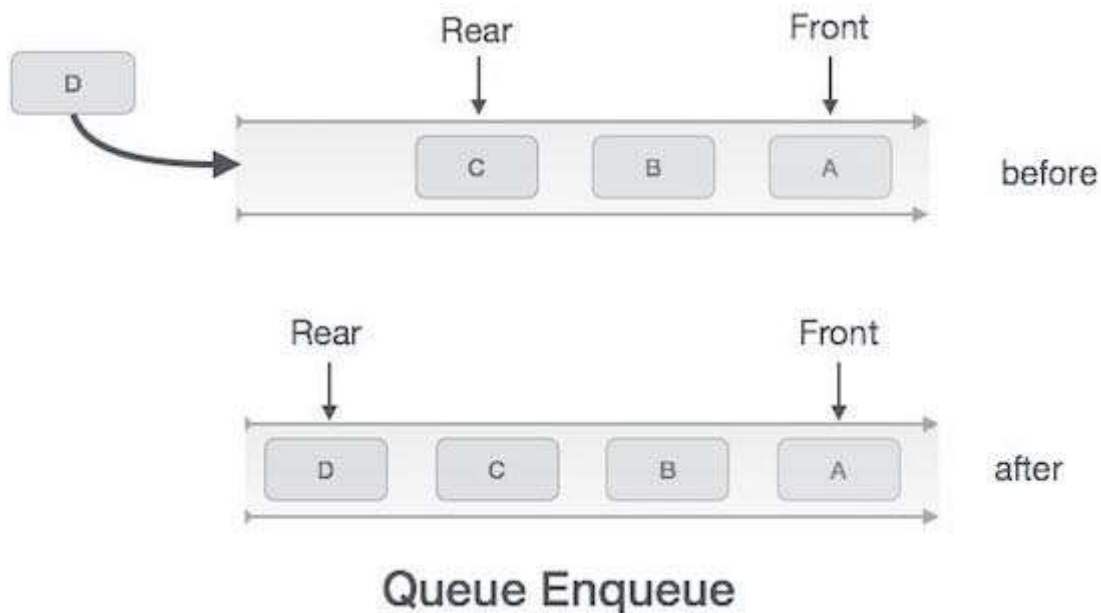 Rear Front
D
C B A
before
Rear Front
D C B A
after
Queue Enqueue